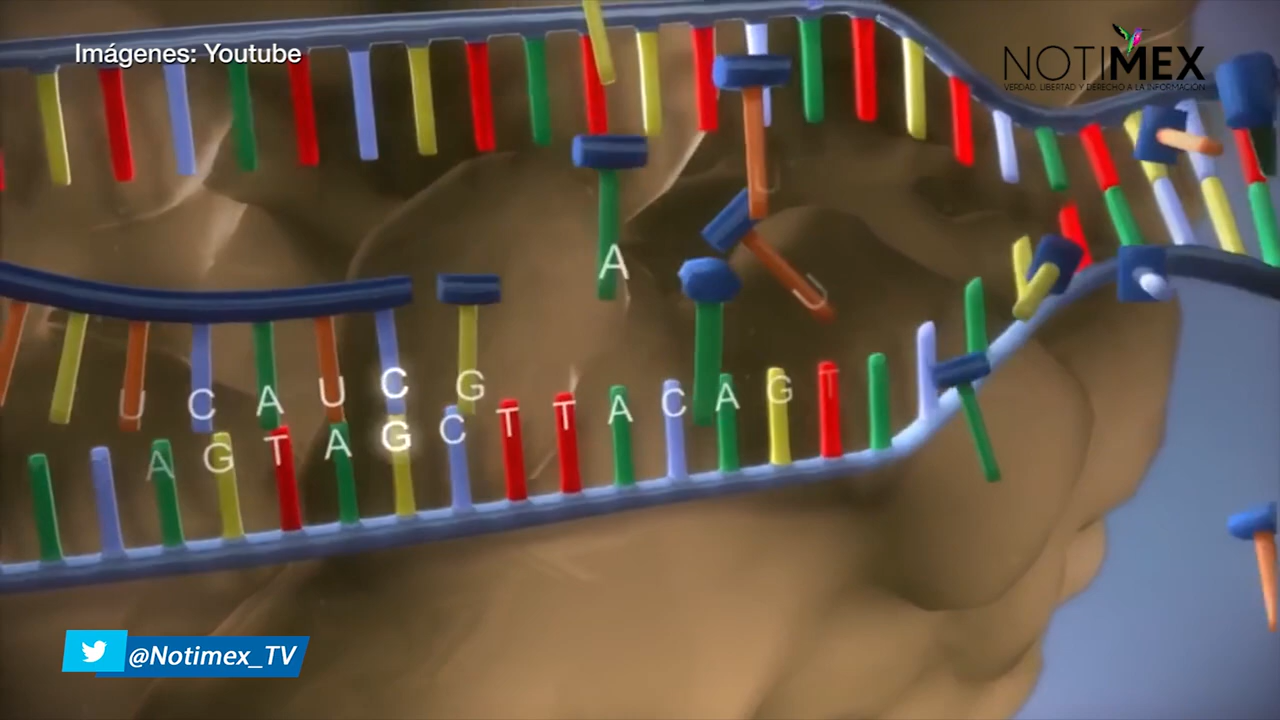 Imágenes: Youtube
NOTIMEX
VERDAD, LIBERTAD Y DERECHO A LA INFORMACIÓN
A
U
U
U C A U C G
A G T A G C T T A C A G T
@Notimex_TV